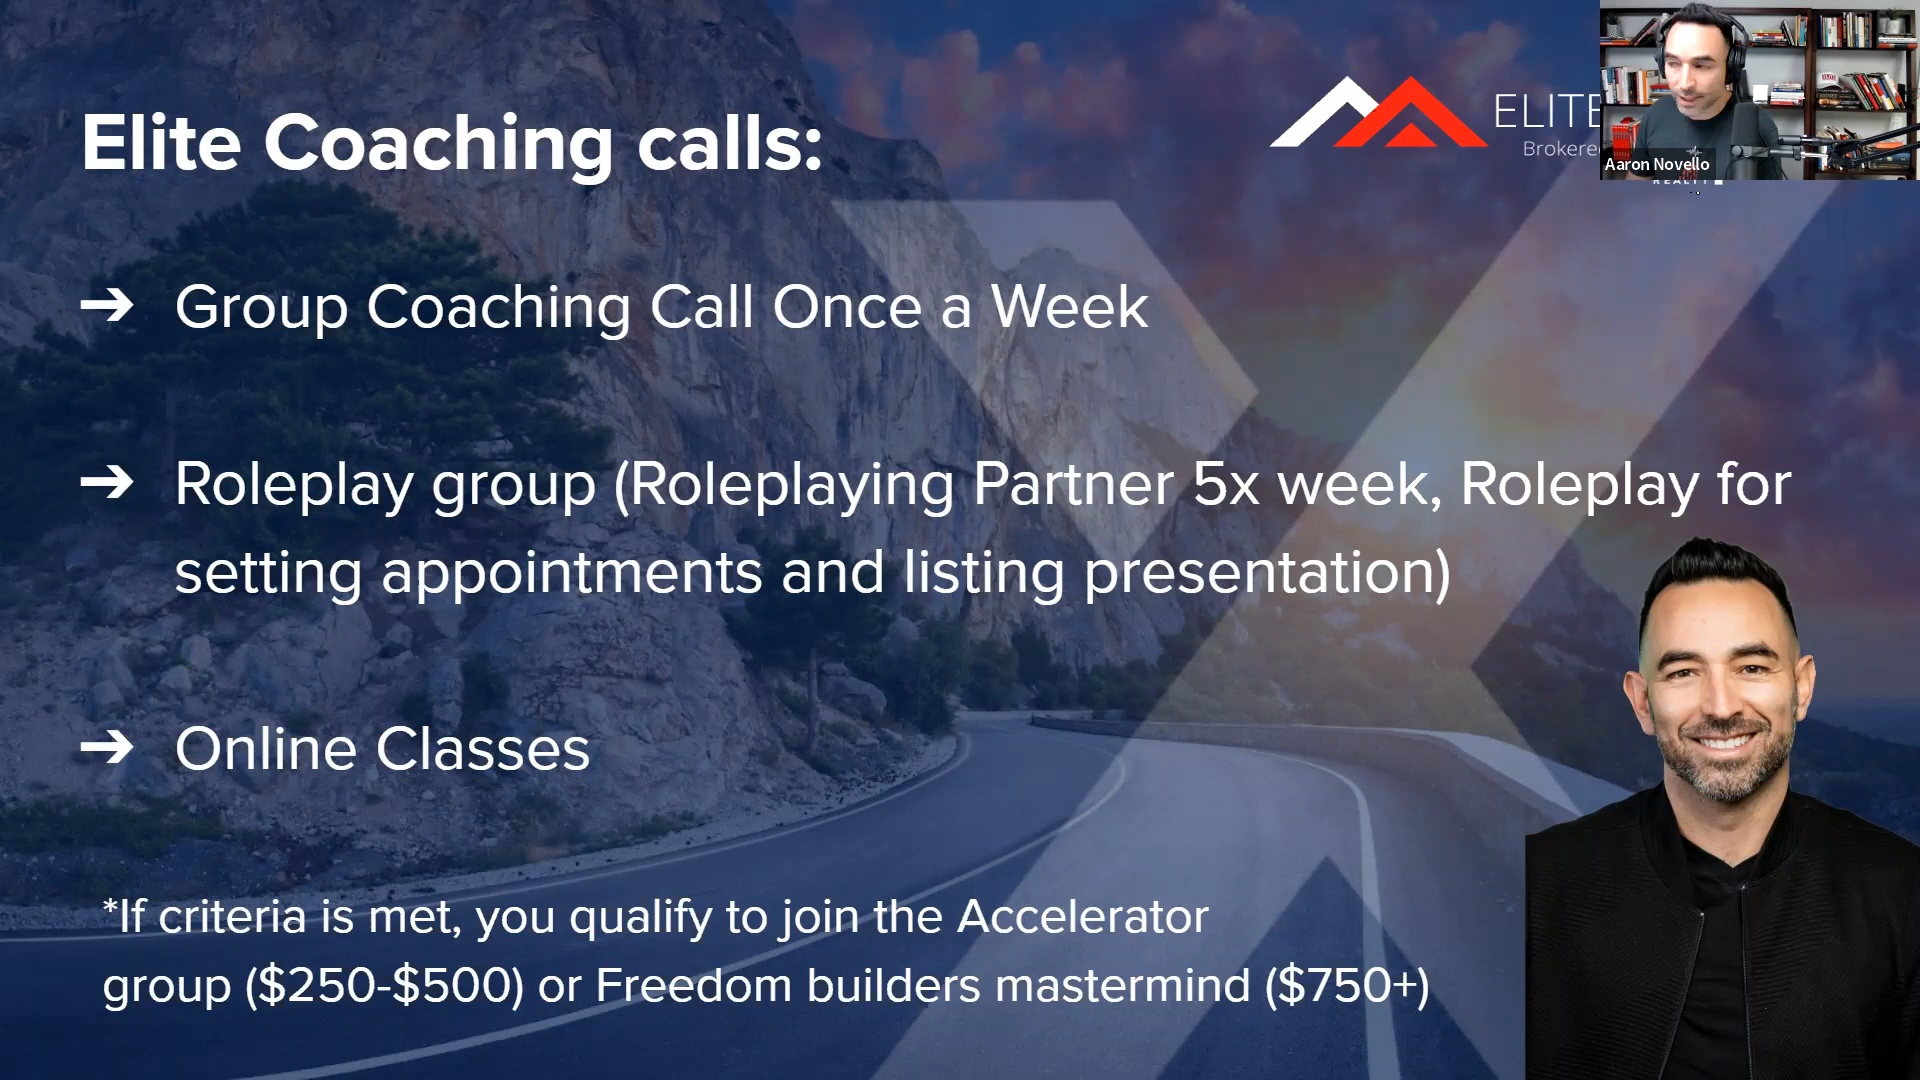 Elite Coaching calls:
ELITE
Aaron Novello
REALTY
➔ Group Coaching Call Once a Week
➔ Roleplay group (Roleplaying Partner 5x week, Roleplay for
setting appointments and listing presentation)
➔ Online Classes
*If criteria is met, you qualify to join the Accelerator
group ($250-$500) or Freedom builders mastermind ($750+)